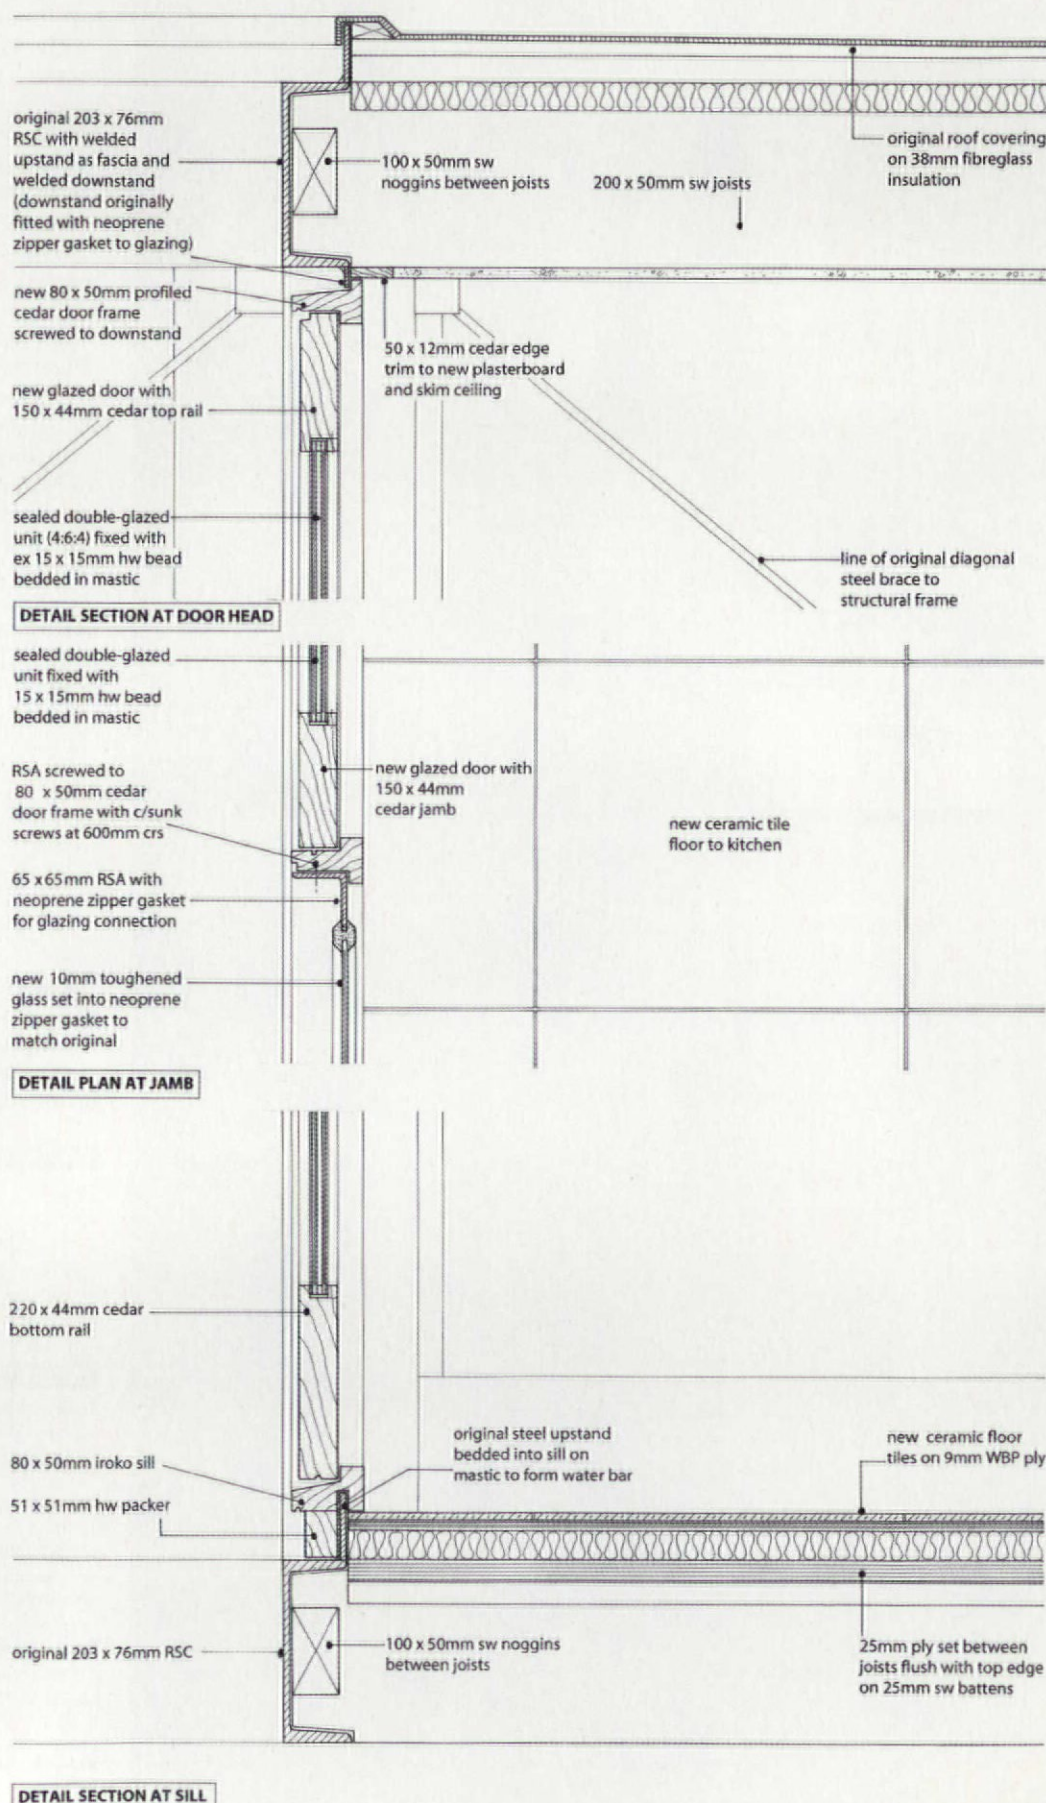 original 203 x 76mm
RSC with welded
upstand as fascia and
welded downstand
(downstand originally
fitted with neoprene
zipper gasket to glazing)
100 x 50mm sw
noggins between joists
200 x 50mm sw joists
original roof covering
on 38mm fibreglass
insulation
new 80 x 50mm profiled
cedar door frame
screwed to downstand
50 x 12mm cedar edge
trim to new plasterboard
and skim ceiling
new glazed door with
150 x 44mm cedar top rail
sealed double-glazed
unit (4:6:4) fixed with
ex 15 x 15mm hw bead
bedded in mastic
line of original diagonal
steel brace to
structural frame
DETAIL SECTION AT DOOR HEAD
sealed double-glazed
unit fixed with
15 x 15mm hw bead
bedded in mastic
RSA screwed to
80 x 50mm cedar
door frame with c/sunk
screws at 600mm crs
new glazed door with
150 x 44mm
cedar jamb
new ceramic tile
floor to kitchen
65 x 65mm RSA with
neoprene zipper gasket
for glazing connection
new 10mm toughened
glass set into neoprene
zipper gasket to
match original
DETAIL PLAN AT JAMB
220 x 44mm cedar
bottom rail
original steel upstand
bedded into sill on
mastic to form water bar
new ceramic floor
tiles on 9mm WBP ply
80 x 50mm iroko sill
51 x 51mm hw packer
original 203 x 76mm RSC
100 x 50mm sw noggins
between joists
25mm ply set between
joists flush with top edge
on 25mm sw battens
DETAIL SECTION AT SILL